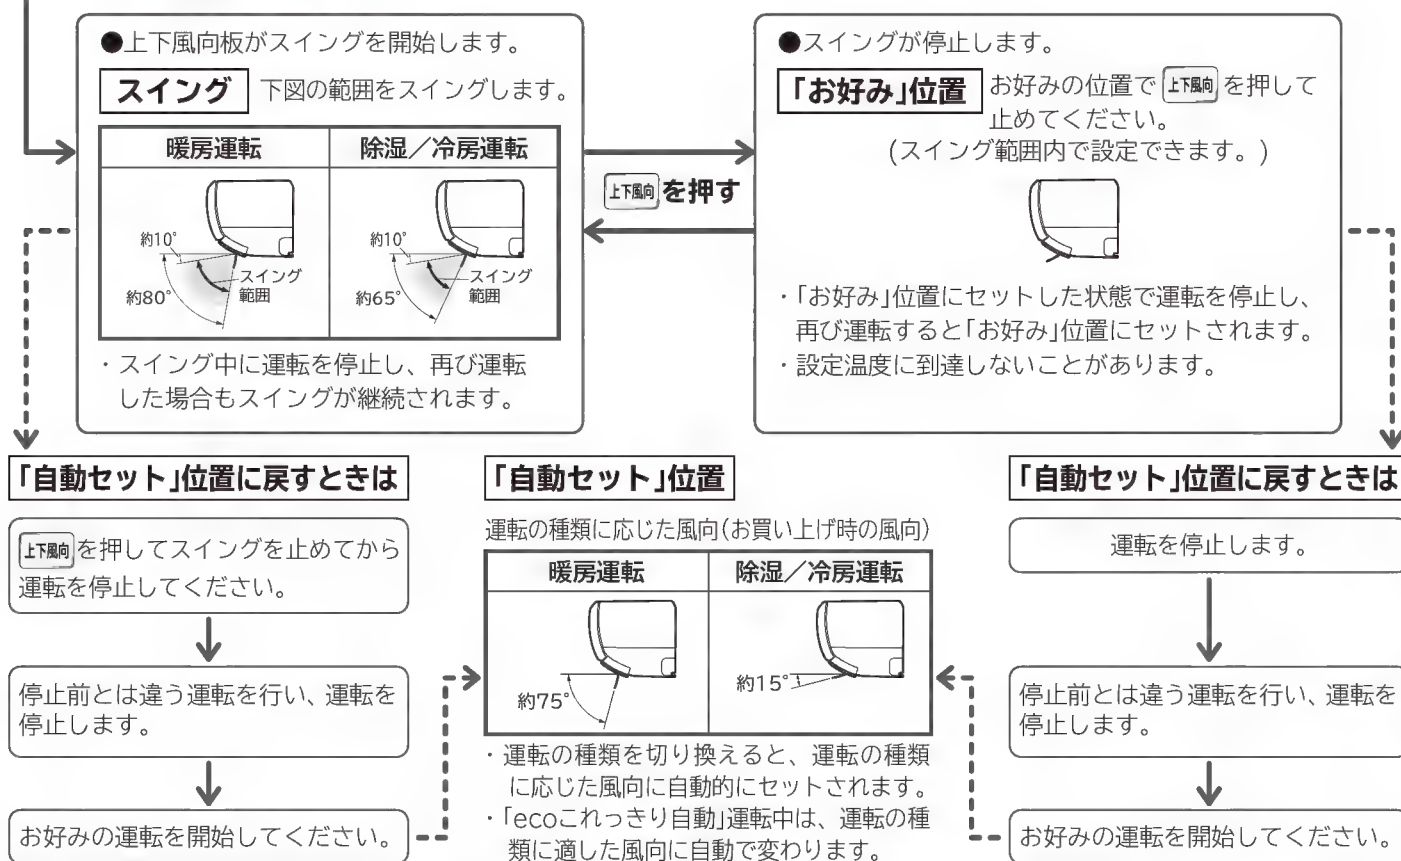 ●上下風向板がスイングを開始します。
スイング 下図の範囲をスイングします。
暖房運転 除湿／冷房運転
約10° スイング範囲 約80°
約10° スイング範囲 約65°
・スイング中に運転を停止し、再び運転
した場合もスイングが継続されます。
上下風向を押す
●スイングが停止します。
「お好み」位置 お好みの位置で 上下風向 を押して
止めてください。
(スイング範囲内で設定できます。)
・「お好み」位置にセットした状態で運転を停止し、
再び運転すると「お好み」位置にセットされます。
・設定温度に到達しないことがあります。
「自動セット」位置に戻すときは
上下風向を押してスイングを止めてから
運転を停止してください。
停止前とは違う運転を行い、運転を
停止します。
お好みの運転を開始してください。
「自動セット」位置
運転の種類に応じた風向(お買い上げ時の風向)
暖房運転 除湿／冷房運転
約75° 約15°
・運転の種類を切り換えると、運転の種類
に応じた風向に自動的にセットされます。
・「ecoこれっきり自動」運転中は、運転の種
類に適した風向に自動で変わります。
「自動セット」位置に戻すときは
運転を停止します。
停止前とは違う運転を行い、運転を
停止します。
お好みの運転を開始してください。